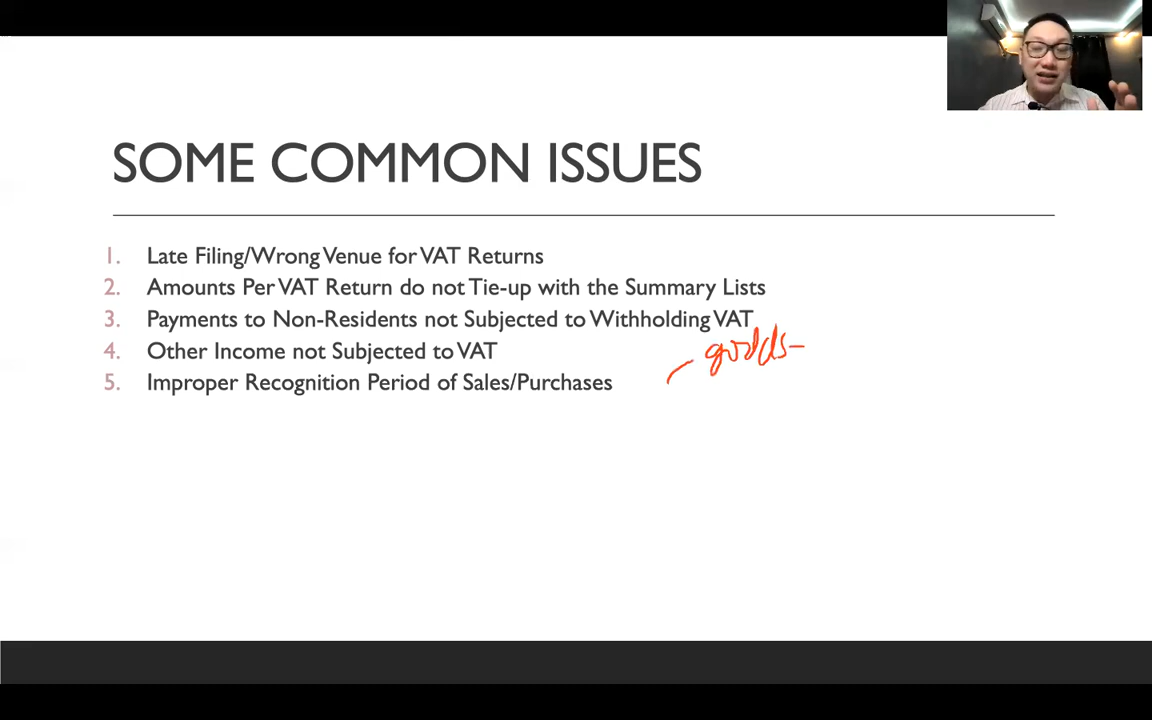 SOME COMMON ISSUES
1. Late Filing/Wrong Venue for VAT Returns
2. Amounts Per VAT Return do not Tie-up with the Summary Lists
3. Payments to Non-Residents not Subjected to Withholding VAT
4. Other Income not Subjected to VAT
- goods-
5. Improper Recognition Period of Sales/Purchases